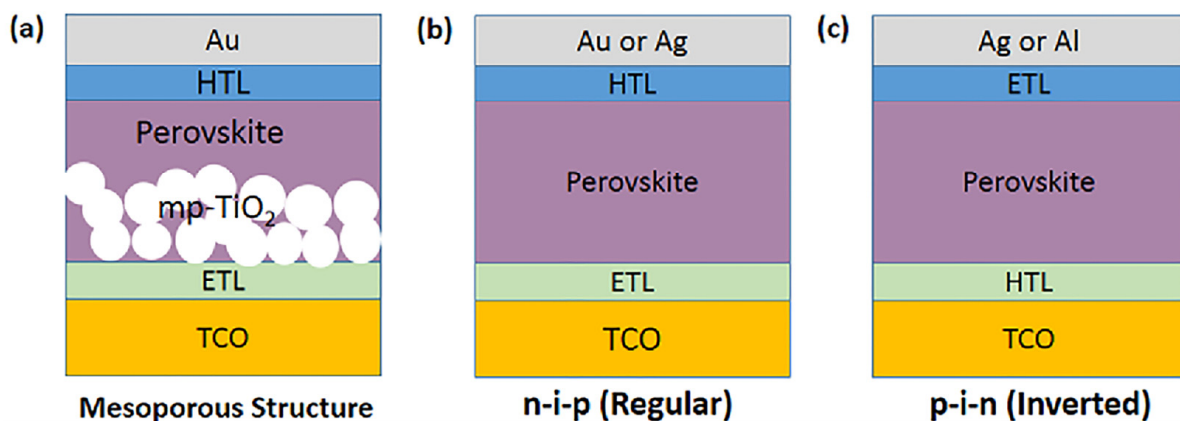 (a)
Au
HTL
Perovskite
mp-TiO₂
ETL
TCO
Mesoporous Structure
(b)
Au or Ag
HTL
Perovskite
ETL
TCO
n-i-p (Regular)
(c)
Ag or Al
ETL
Perovskite
HTL
TCO
p-i-n (Inverted)